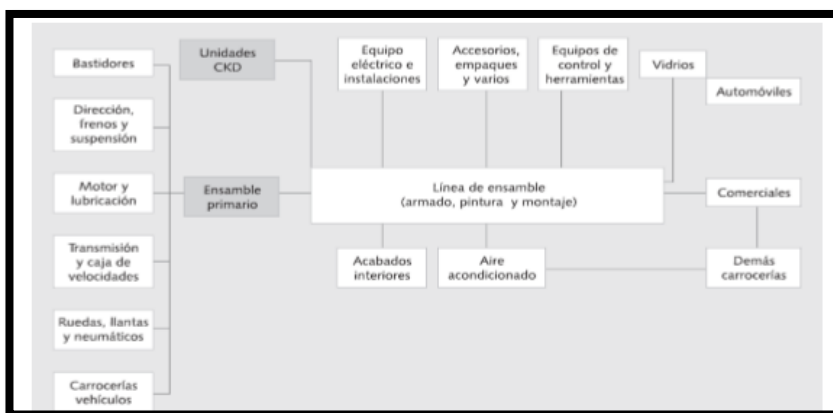 Bastidores
Dirección,
frenos y
suspensión
Motor y
lubricación
Transmisión
y caja de
velocidades
Ruedas, llantas
y neumáticos
Carrocerías
vehículos
Unidades
CKD
Ensamble
primario
Equipo
eléctrico e
instalaciones
Accesorios,
empaques
y varios
Equipos de
control y
herramientas
Vidrios
Automóviles
Línea de ensamble
(armado, pintura y montaje)
Comerciales
Acabados
interiores
Aire
acondicionado
Demás
carrocerías